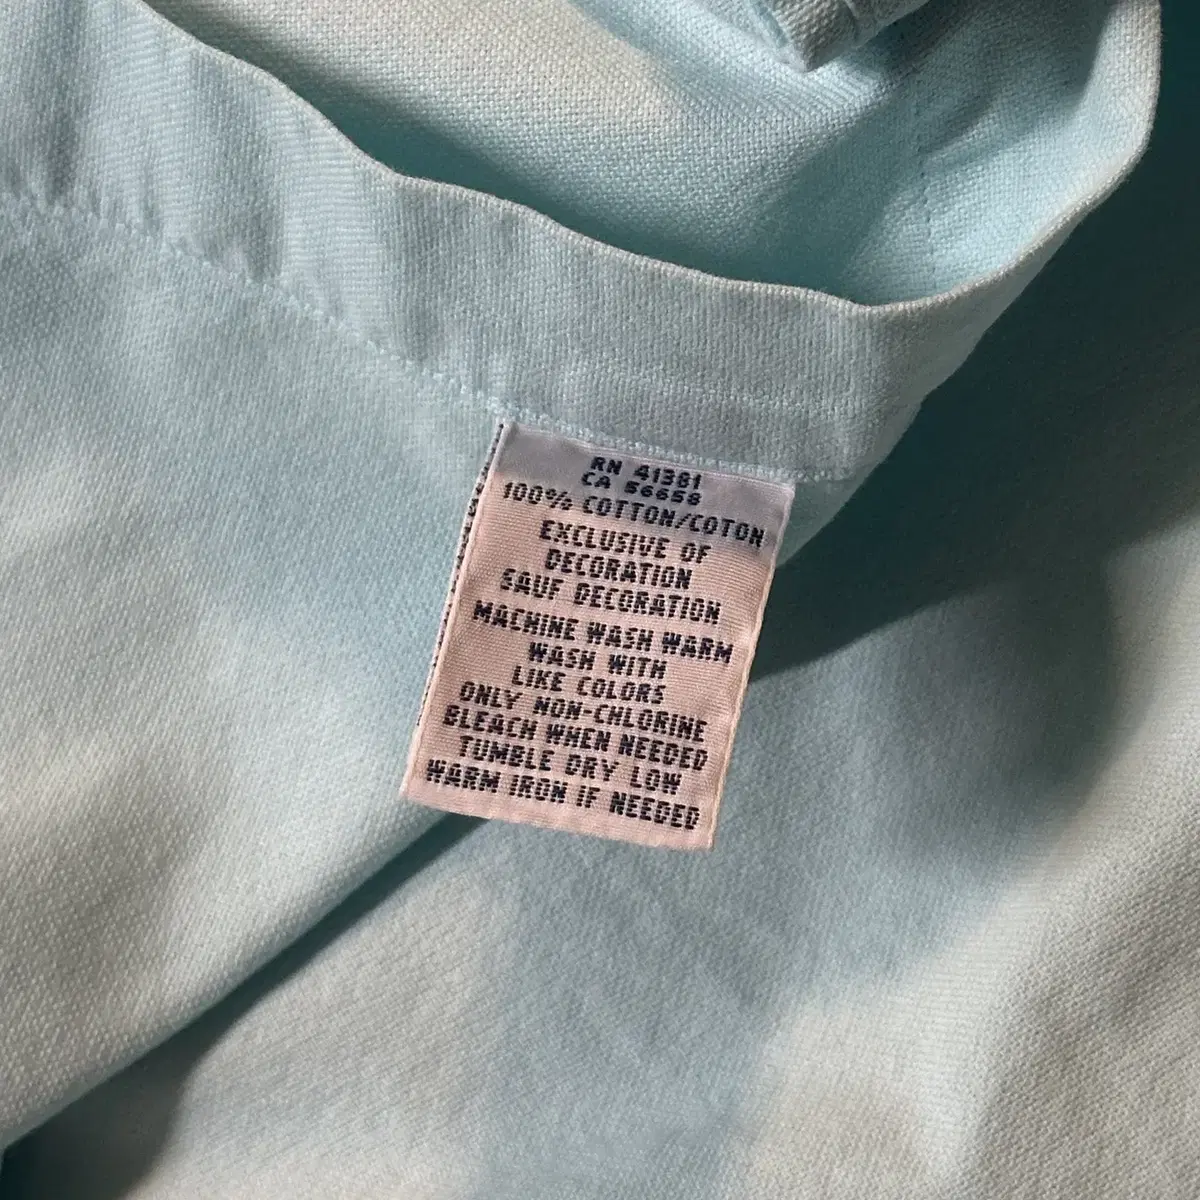 RN 41381
CA 56658
100% COTTON/COTON
EXCLUSIVE OF
DECORATION
SAUF DECORATION
MACHINE WASH WARM
WASH WITH
LIKE COLORS
ONLY NON-CHLORINE
BLEACH WHEN NEEDED
TUMBLE DRY LOW
WARM IRON IF NEEDED